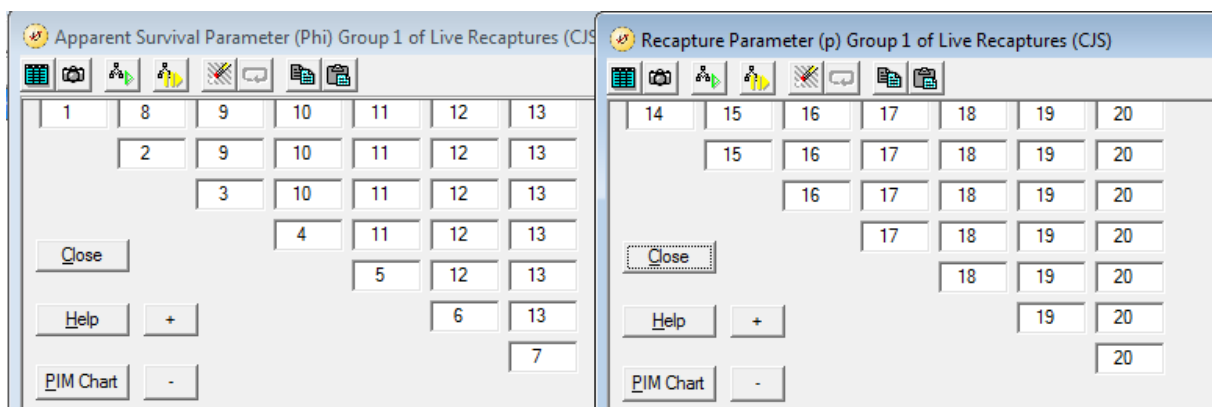 Apparent Survival Parameter (Phi) Group 1 of Live Recaptures (CJS
1 8 9 10 11 12 13
2 9 10 11 12 13
3 10 11 12 13
4 11 12 13
Close
5 12 13
Help + 6 13
7
PIM Chart -
Recapture Parameter (p) Group 1 of Live Recaptures (CJS)
14 15 16 17 18 19 20
15 16 17 18 19 20
16 17 18 19 20
17 18 19 20
Close
18 19 20
Help + 19 20
20
PIM Chart -